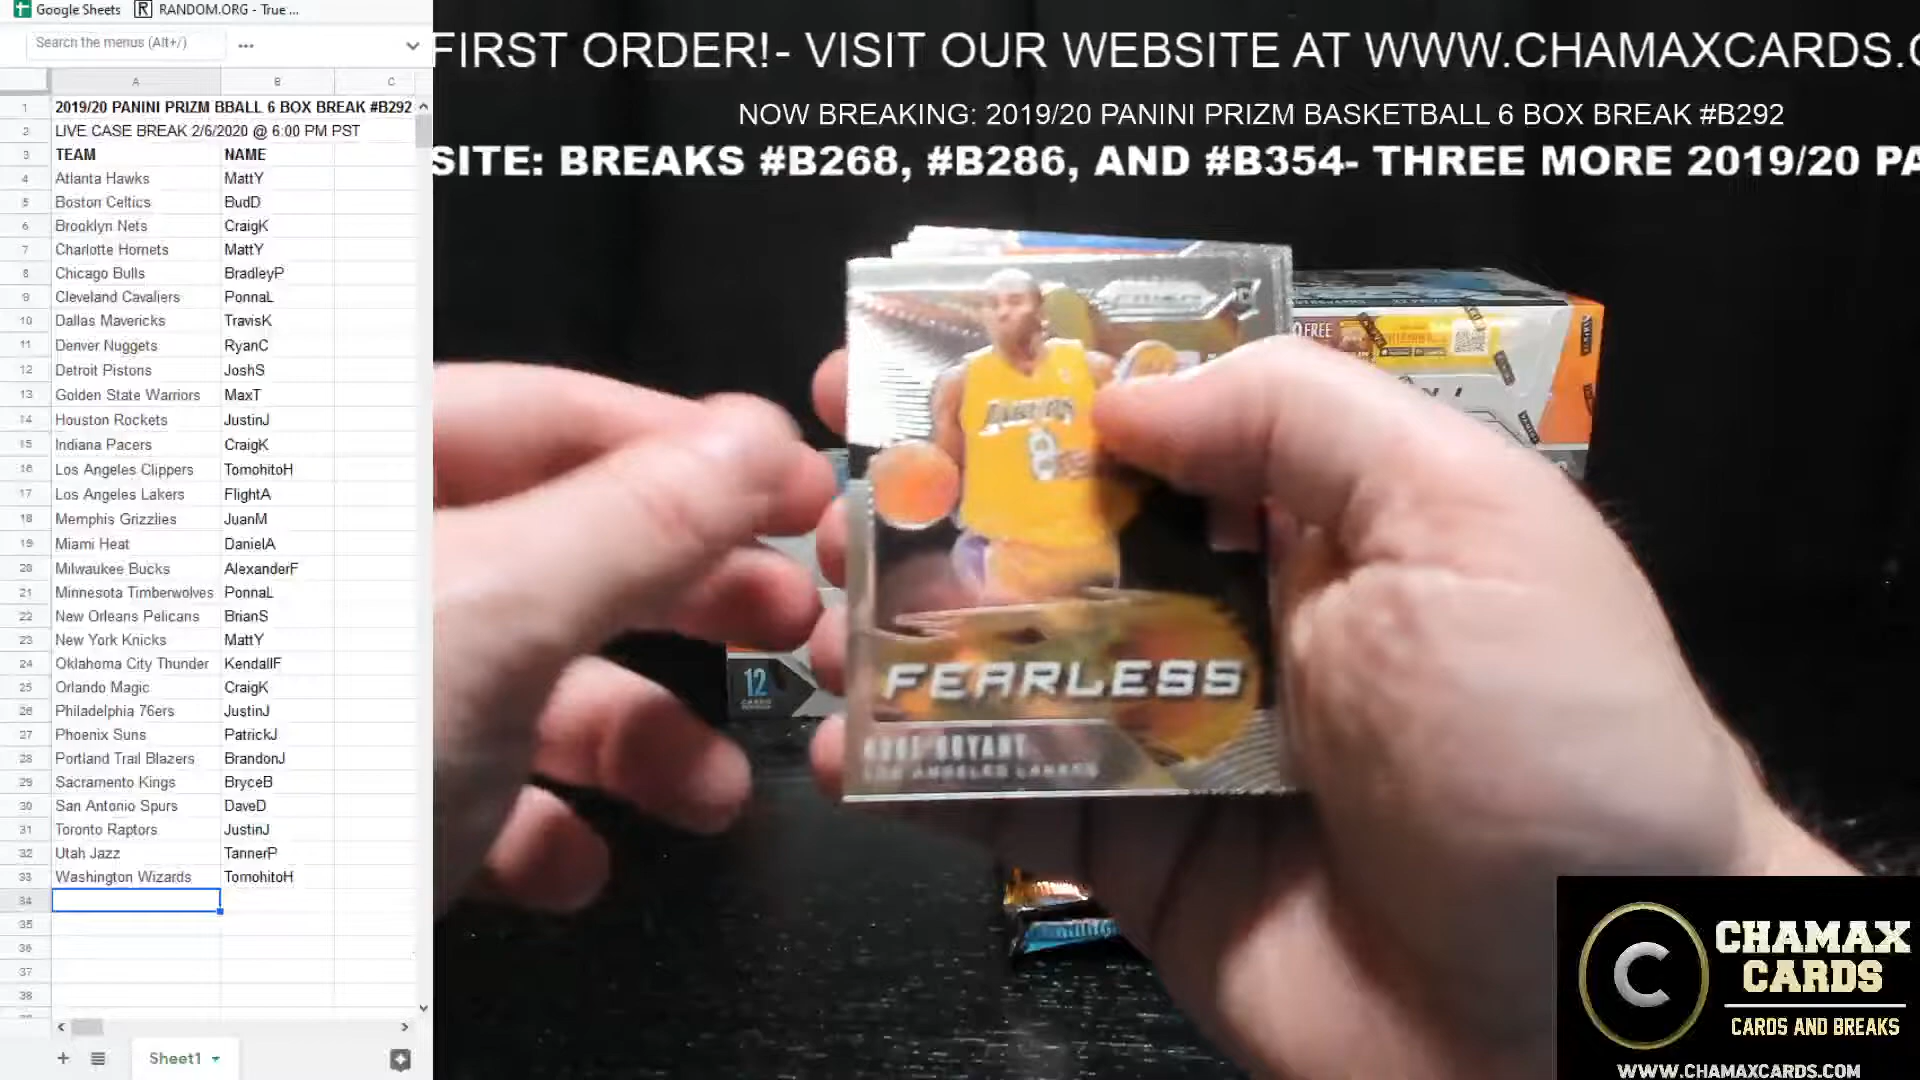 Google Sheets
RANDOM.ORG - True ...
Search the menus (Alt+/)
A B C
1 2019/20 PANINI PRIZM BBALL 6 BOX BREAK #B292
2 LIVE CASE BREAK 2/6/2020 @ 6:00 PM PST
3 TEAM NAME
4 Atlanta Hawks MattY
5 Boston Celtics BudD
6 Brooklyn Nets CraigK
7 Charlotte Hornets MattY
8 Chicago Bulls BradleyP
9 Cleveland Cavaliers PonnaL
10 Dallas Mavericks TravisK
11 Denver Nuggets RyanC
12 Detroit Pistons JoshS
13 Golden State Warriors MaxT
14 Houston Rockets JustinJ
15 Indiana Pacers CraigK
16 Los Angeles Clippers TomohitoH
17 Los Angeles Lakers FlightA
18 Memphis Grizzlies JuanM
19 Miami Heat DanielA
20 Milwaukee Bucks AlexanderF
21 Minnesota Timberwolves PonnaL
22 New Orleans Pelicans BrianS
23 New York Knicks MattY
24 Oklahoma City Thunder KendallF
25 Orlando Magic CraigK
26 Philadelphia 76ers JustinJ
27 Phoenix Suns PatrickJ
28 Portland Trail Blazers BrandonJ
29 Sacramento Kings BryceB
30 San Antonio Spurs DaveD
31 Toronto Raptors JustinJ
32 Utah Jazz TannerP
33 Washington Wizards TomohitoH
34
35
36
37
38
Sheet1
FIRST ORDER!- VISIT OUR WEBSITE AT WWW.CHAMAXCARDS.
NOW BREAKING: 2019/20 PANINI PRIZM BASKETBALL 6 BOX BREAK #B292
SITE: BREAKS #B268, #B286, AND #B354- THREE MORE 2019/20 PA
FREE
PRIZM
LAKERS
8
FEARLESS
KOBE BRYANT
LOS ANGELES LAKERS
12
CARDS
C
CHAMAX
CARDS
CARDS AND BREAKS
WWW.CHAMAXCARDS.COM